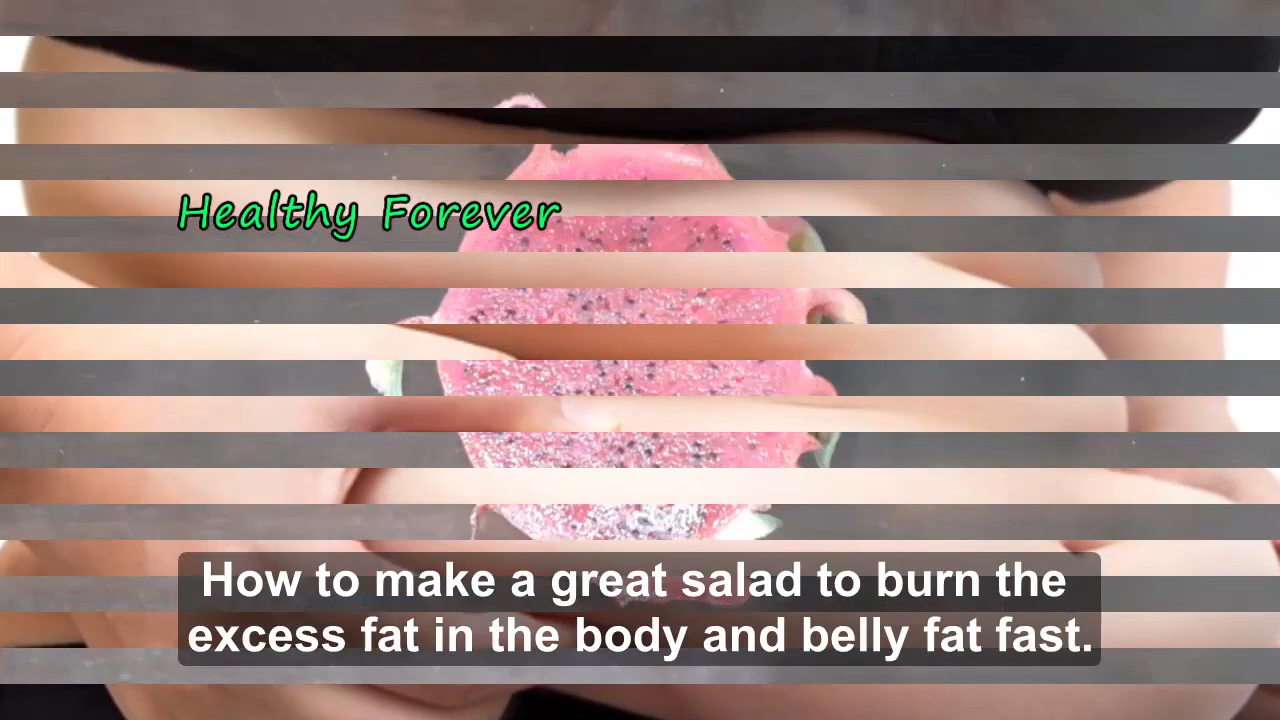 Healthy Forever
How to make a great salad to burn the
excess fat in the body and belly fat fast.